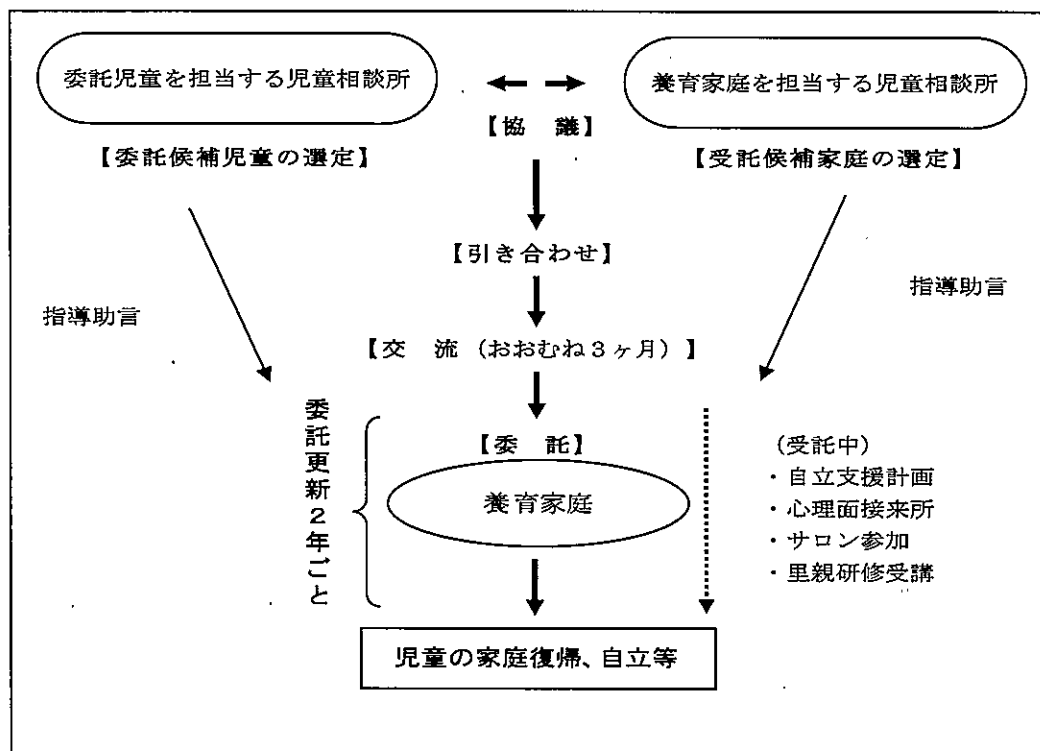 委託児童を担当する児童相談所
養育家庭を担当する児童相談所
【協 議】
【委託候補児童の選定】
【受託候補家庭の選定】
【引き合わせ】
指導助言
指導助言
【交 流（おおむね３ヶ月）】
委託更新２年ごと
【委 託】
養育家庭
（受託中）
・自立支援計画
・心理面接来所
・サロン参加
・里親研修受講
児童の家庭復帰、自立等